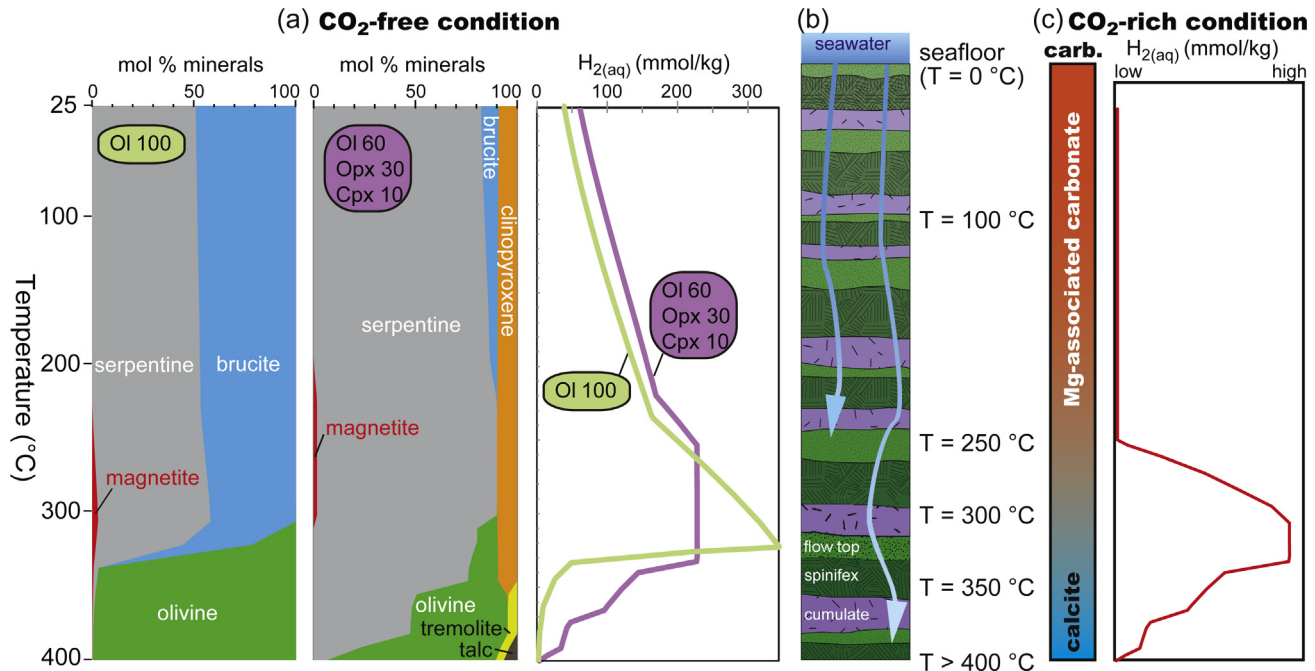 (a) CO₂-free condition
mol % minerals
0 50 100
25
100
200
300
400
Temperature (°C)
Ol 100
serpentine
brucite
magnetite
olivine
mol % minerals
0 50 100
Ol 60
Opx 30
Cpx 10
brucite
clinopyroxene
serpentine
magnetite
olivine
tremolite
talc
H₂(aq) (mmol/kg)
0 100 200 300
Ol 60
Opx 30
Cpx 10
Ol 100
(b)
seawater
seafloor
(T = 0 °C)
T = 100 °C
T = 250 °C
T = 300 °C
T = 350 °C
T > 400 °C
flow top
spinifex
cumulate
(c) CO₂-rich condition
carb.
Mg-associated carbonate
calcite
H₂(aq) (mmol/kg)
low high